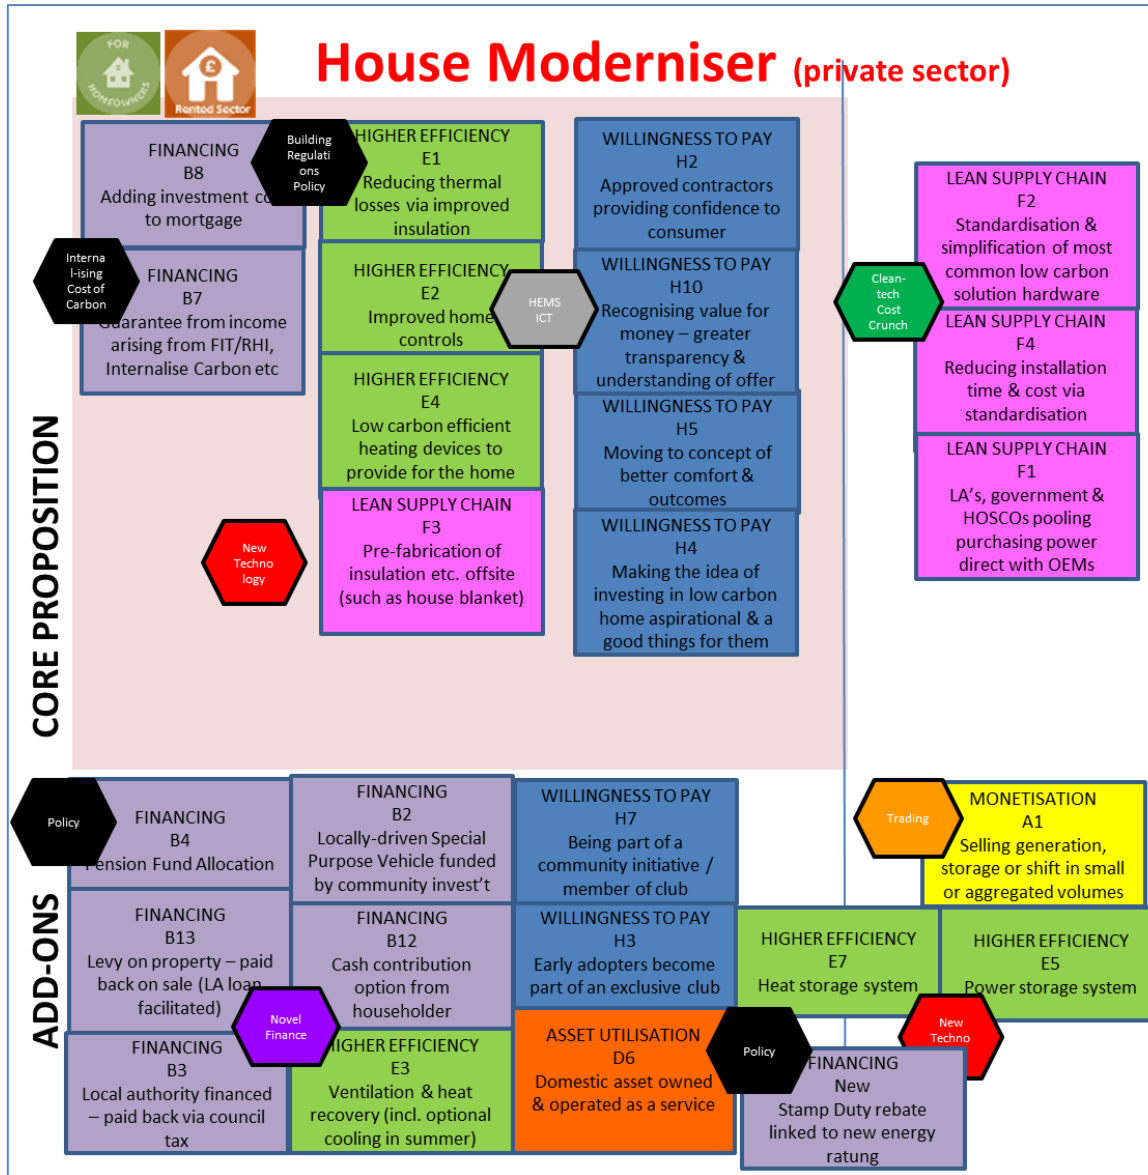 FOR
HOMEOWNERS
£
Rented Sector
House Moderniser (private sector)
CORE PROPOSITION
FINANCING
B8
Adding investment co
to mortgage
Building
Regulati
ons
Policy
HIGHER EFFICIENCY
E1
Reducing thermal
losses via improved
insulation
WILLINGNESS TO PAY
H2
Approved contractors
providing confidence to
consumer
LEAN SUPPLY CHAIN
F2
Standardisation &
simplification of most
common low carbon
solution hardware
Interna
l-ising
Cost of
Carbon
FINANCING
B7
Guarantee from income
arising from FIT/RHI,
Internalise Carbon etc
HIGHER EFFICIENCY
E2
Improved home
controls
HEMS
ICT
WILLINGNESS TO PAY
H10
Recognising value for
money – greater
transparency &
understanding of offer
Clean-
tech
Cost
Crunch
LEAN SUPPLY CHAIN
F4
Reducing installation
time & cost via
standardisation
HIGHER EFFICIENCY
E4
Low carbon efficient
heating devices to
provide for the home
WILLINGNESS TO PAY
H5
Moving to concept of
better comfort &
outcomes
LEAN SUPPLY CHAIN
F1
LA's, government &
HOSCOs pooling
purchasing power
direct with OEMs
New
Techno
logy
LEAN SUPPLY CHAIN
F3
Pre-fabrication of
insulation etc. offsite
(such as house blanket)
WILLINGNESS TO PAY
H4
Making the idea of
investing in low carbon
home aspirational & a
good things for them
ADD-ONS
Policy
FINANCING
B4
Pension Fund Allocation
FINANCING
B2
Locally-driven Special
Purpose Vehicle funded
by community invest't
WILLINGNESS TO PAY
H7
Being part of a
community initiative /
member of club
Trading
MONETISATION
A1
Selling generation,
storage or shift in small
or aggregated volumes
FINANCING
B13
Levy on property – paid
back on sale (LA loan
facilitated)
FINANCING
B12
Cash contribution
option from
householder
WILLINGNESS TO PAY
H3
Early adopters become
part of an exclusive club
HIGHER EFFICIENCY
E7
Heat storage system
HIGHER EFFICIENCY
E5
Power storage system
Novel
Finance
New
Techno
FINANCING
B3
Local authority financed
– paid back via council
tax
HIGHER EFFICIENCY
E3
Ventilation & heat
recovery (incl. optional
cooling in summer)
ASSET UTILISATION
D6
Domestic asset owned
& operated as a service
Policy
FINANCING
New
Stamp Duty rebate
linked to new energy
ratung